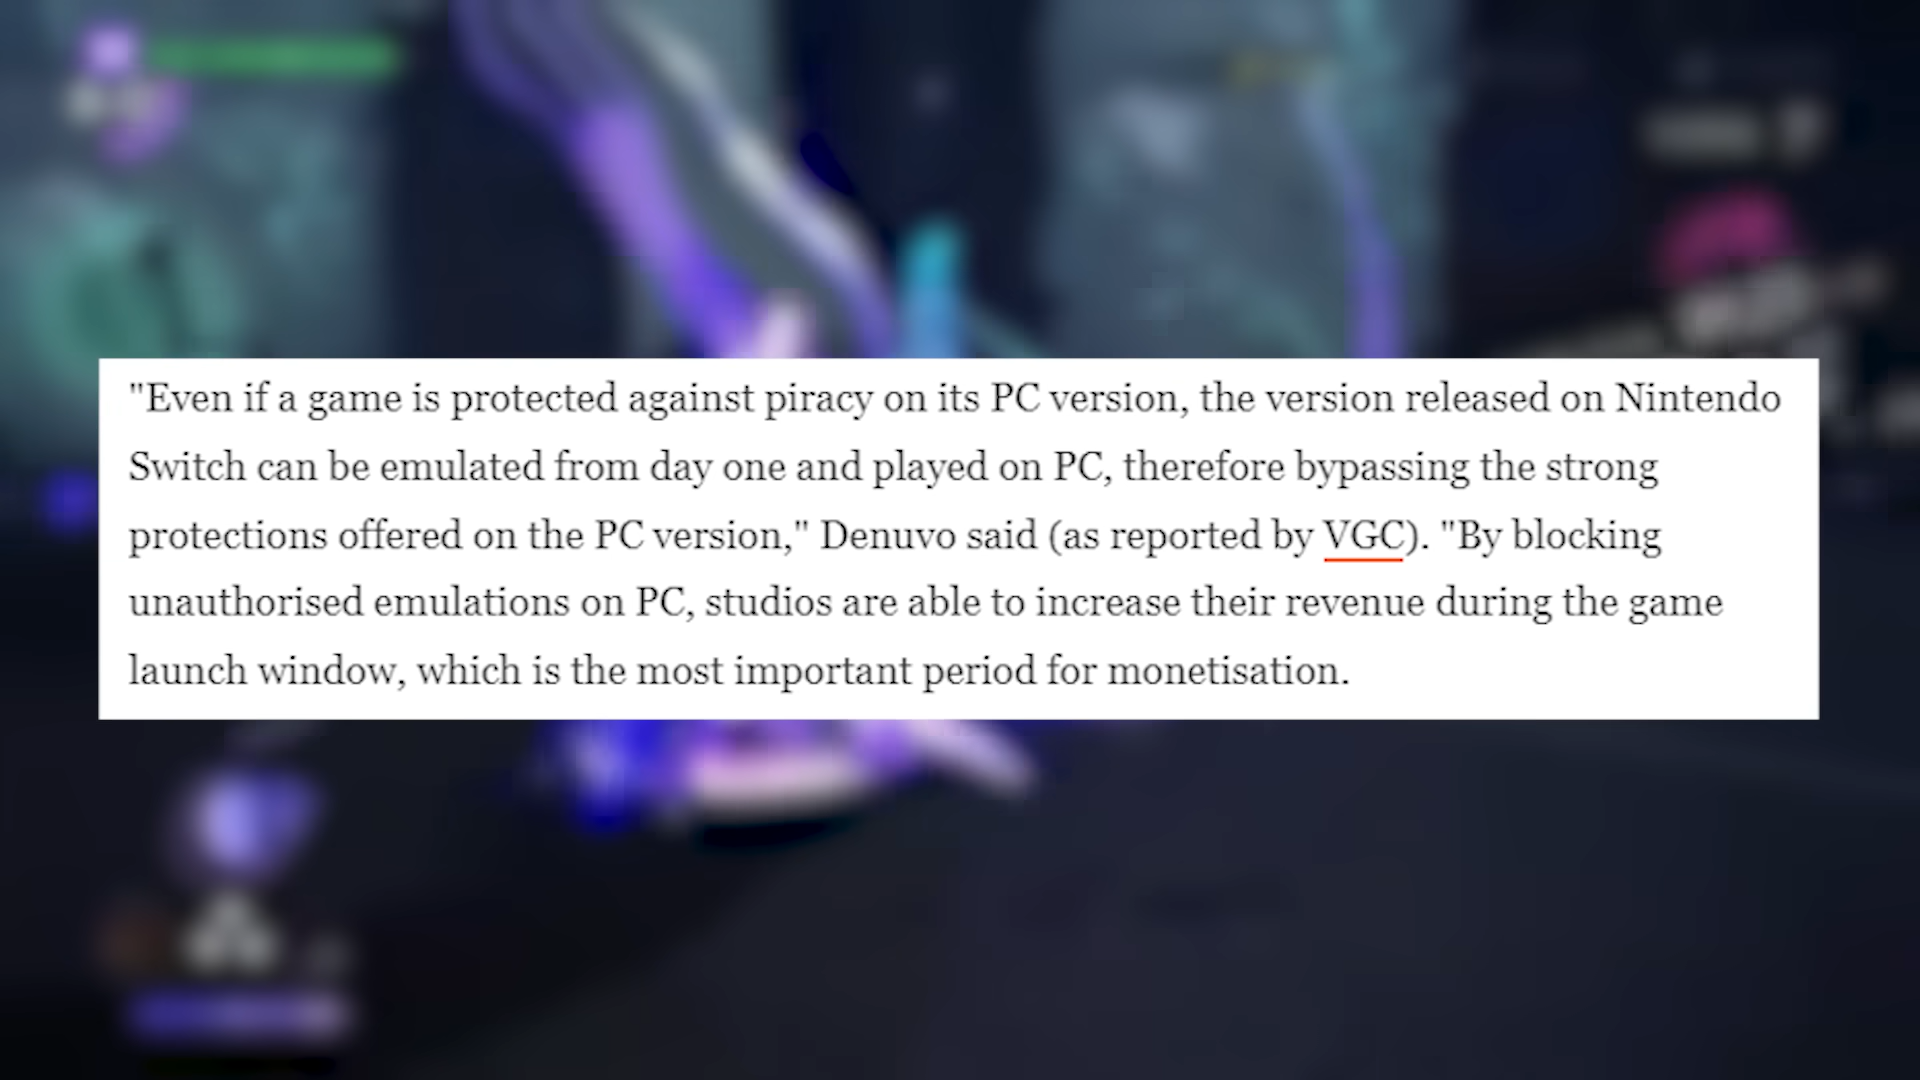 "Even if a game is protected against piracy on its PC version, the version released on Nintendo
Switch can be emulated from day one and played on PC, therefore bypassing the strong
protections offered on the PC version," Denuvo said (as reported by VGC). "By blocking
unauthorised emulations on PC, studios are able to increase their revenue during the game
launch window, which is the most important period for monetisation.